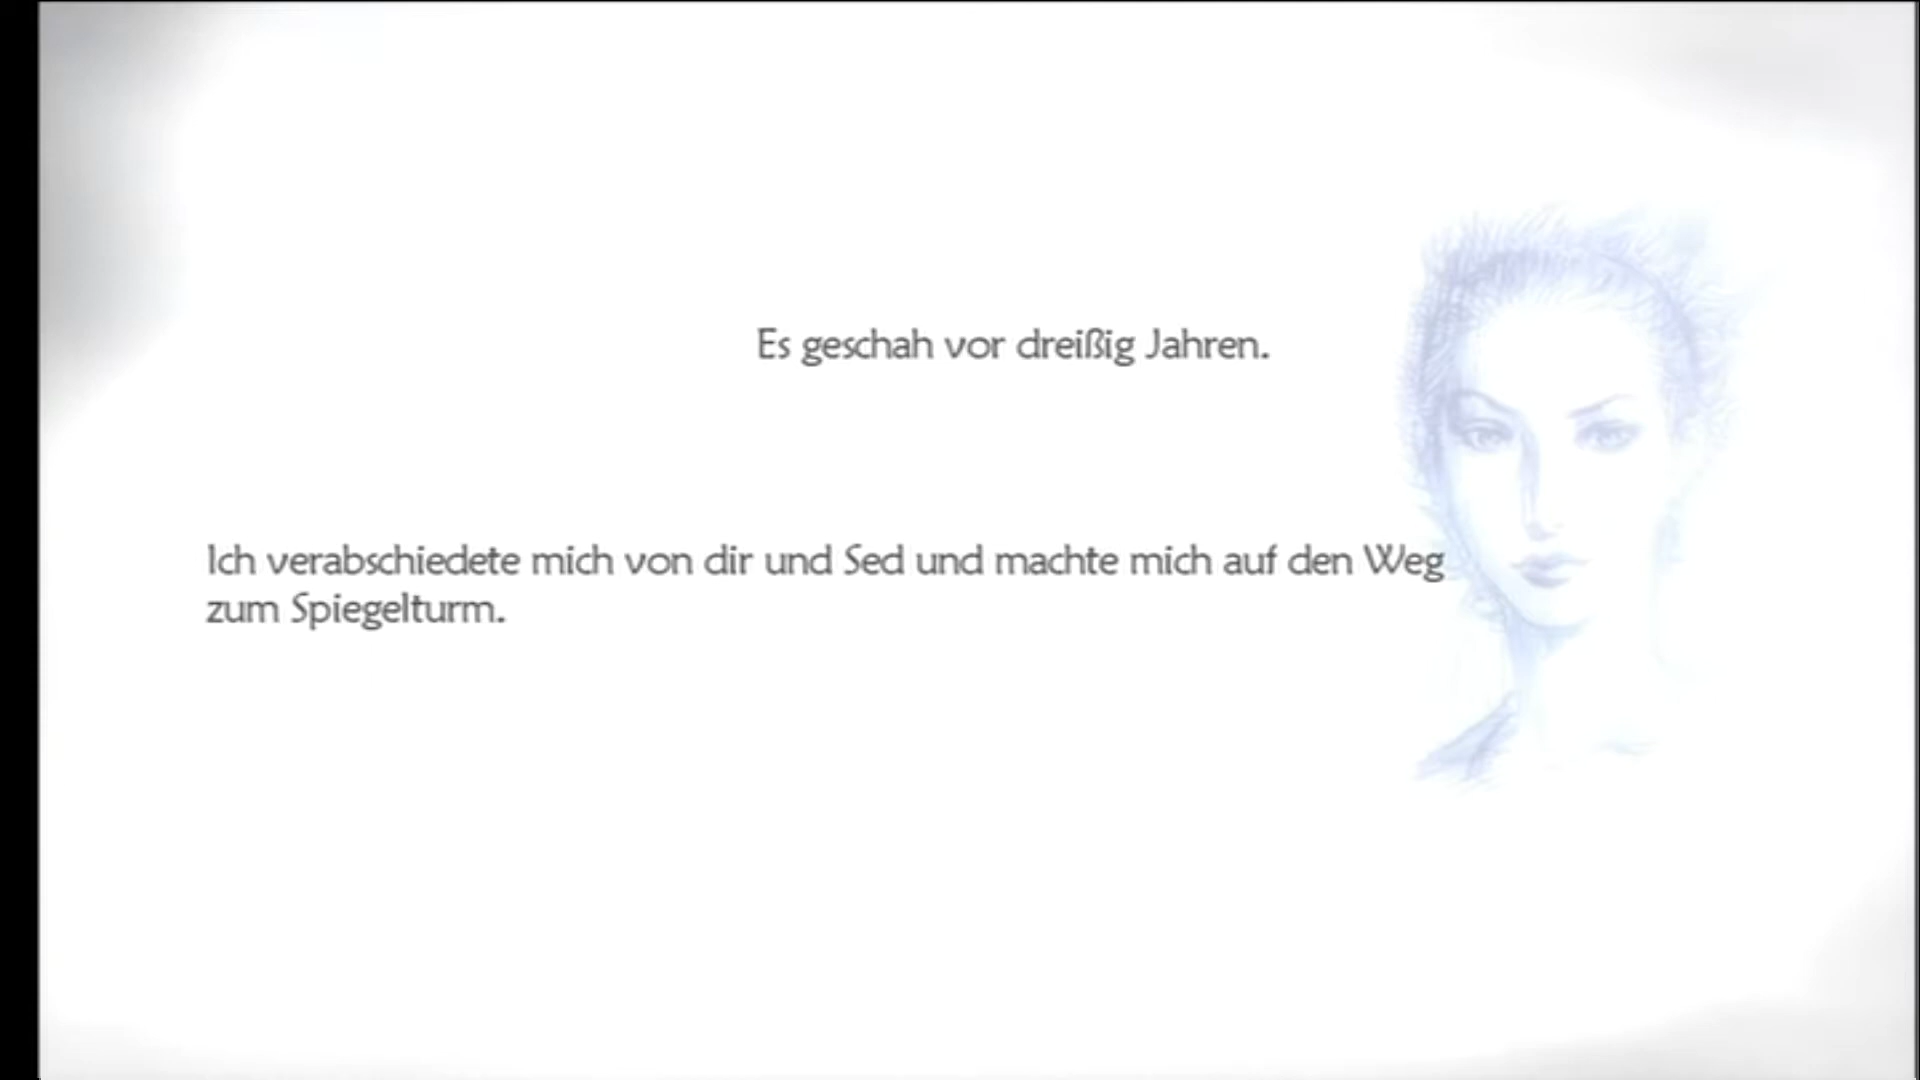 Es geschah vor dreißig Jahren.
Ich verabschiedete mich von dir und Sed und machte mich auf den Weg
zum Spiegelturm.